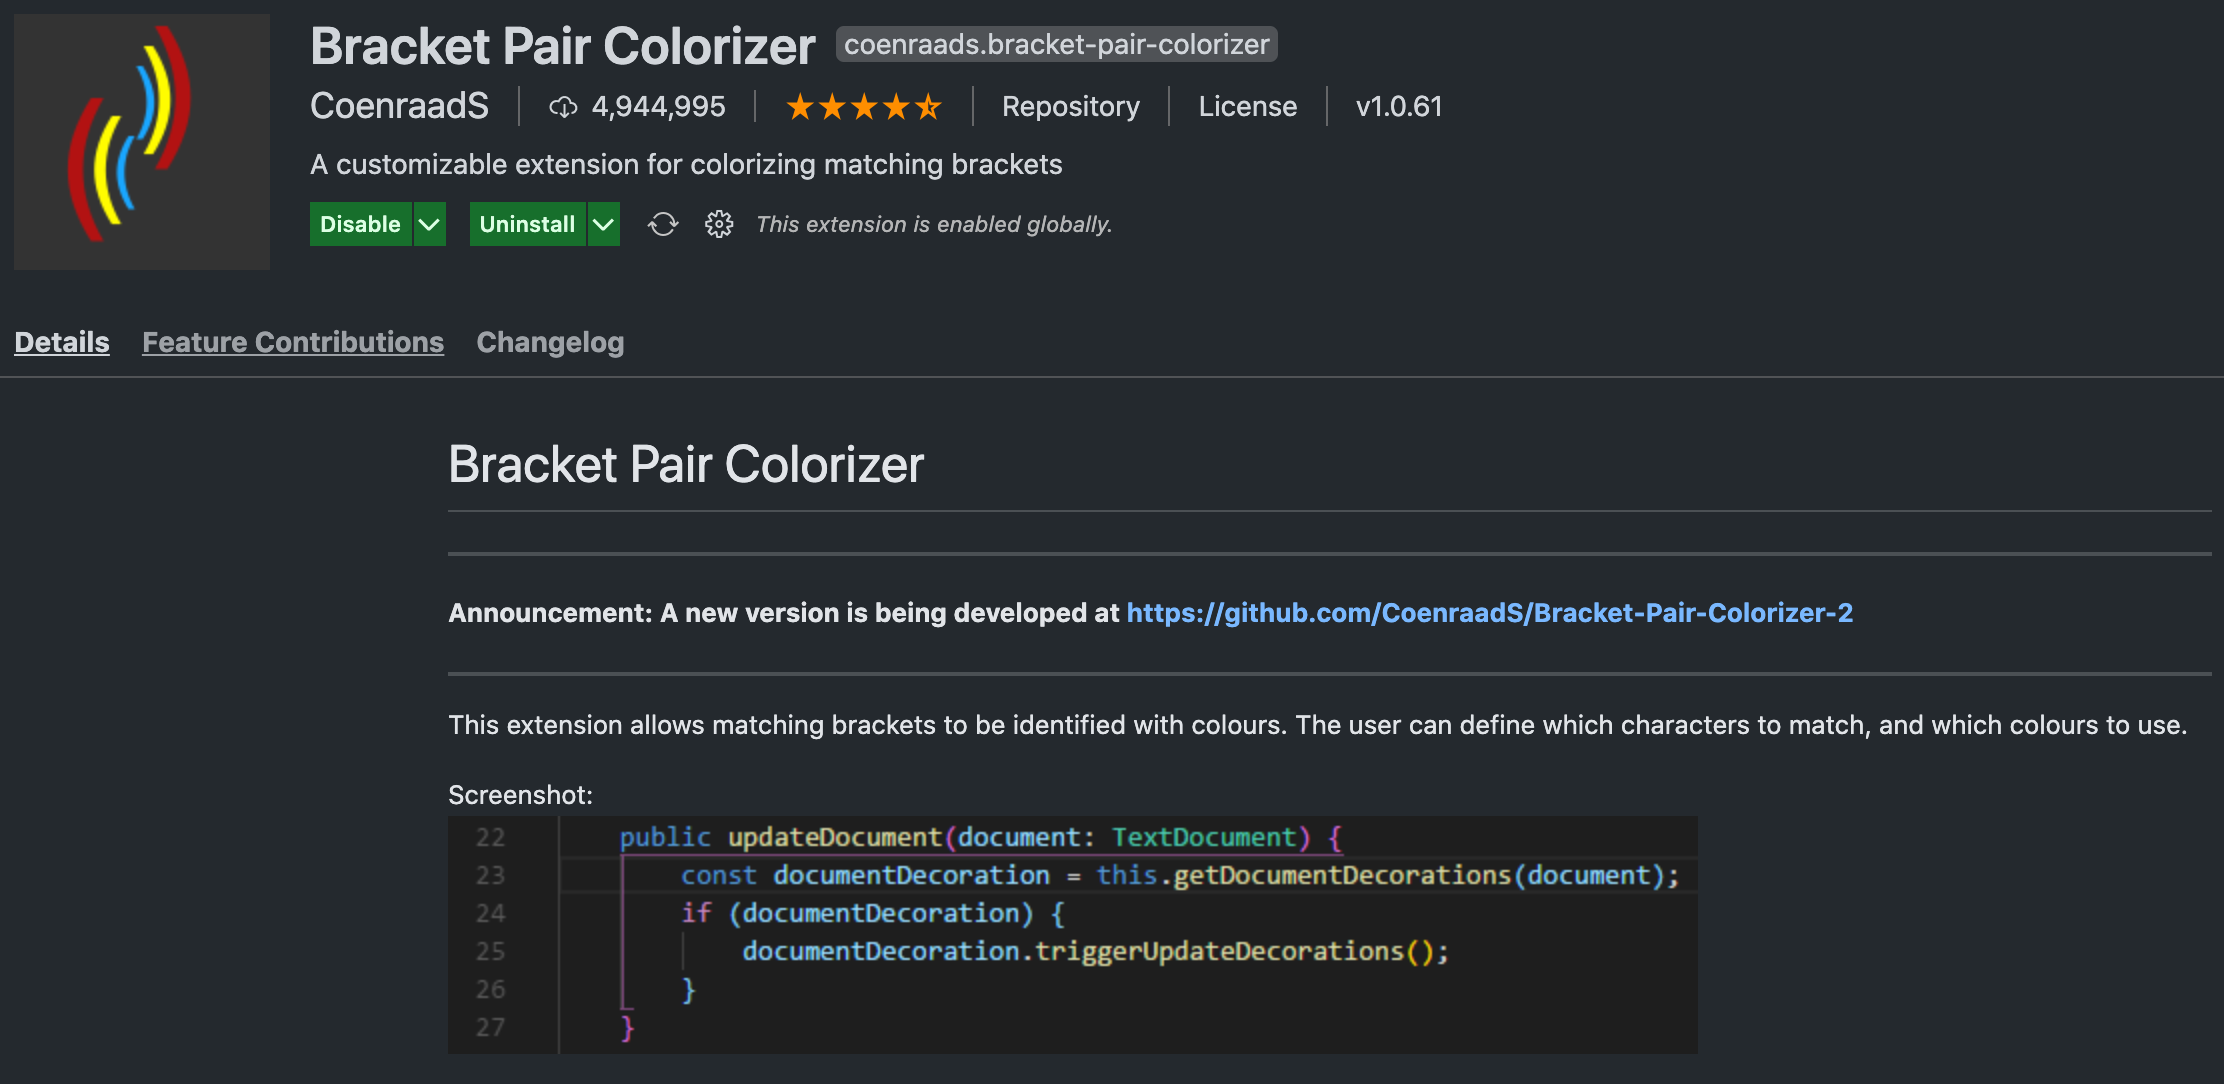 Bracket Pair Colorizer coenraads.bracket-pair-colorizer
CoenraadS 4,944,995 Repository License v1.0.61
A customizable extension for colorizing matching brackets
Disable Uninstall This extension is enabled globally.
Details Feature Contributions Changelog
Bracket Pair Colorizer
Announcement: A new version is being developed at https://github.com/CoenraadS/Bracket-Pair-Colorizer-2
This extension allows matching brackets to be identified with colours. The user can define which characters to match, and which colours to use.
Screenshot:
22 public updateDocument(document: TextDocument) {
23 const documentDecoration = this.getDocumentDecorations(document);
24 if (documentDecoration) {
25 documentDecoration.triggerUpdateDecorations();
26 }
27 }